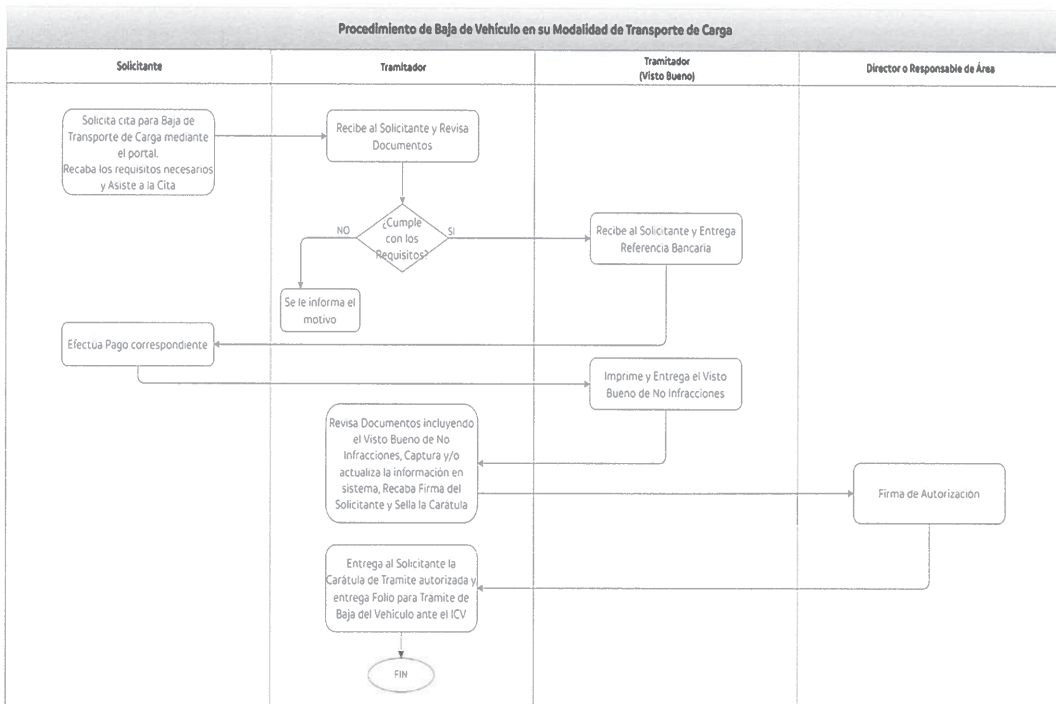 Procedimiento de Baja de Vehículo en su Modalidad de Transporte de Carga
Solicitante
Tramitador
Tramitador
(Visto Bueno)
Director o Responsable de Área
Solicita cita para Baja de
Transporte de Carga mediante
el portal.
Recaba los requisitos necesarios
y Asiste a la Cita
Recibe al Solicitante y Revisa
Documentos
¿Cumple
con los
Requisitos?
NO
SI
Recibe al Solicitante y Entrega
Referencia Bancaria
Se le informa el
motivo
Efectúa Pago correspondiente
Imprime y Entrega el Visto
Bueno de No Infracciones
Revisa Documentos incluyendo
el Visto Bueno de No
Infracciones, Captura y/o
actualiza la información en
sistema, Recaba Firma del
Solicitante y Sella la Carátula
Firma de Autorización
Entrega al Solicitante la
Carátula de Tramite autorizada y
entrega Folio para Trámite de
Baja del Vehículo ante el ICV
FIN